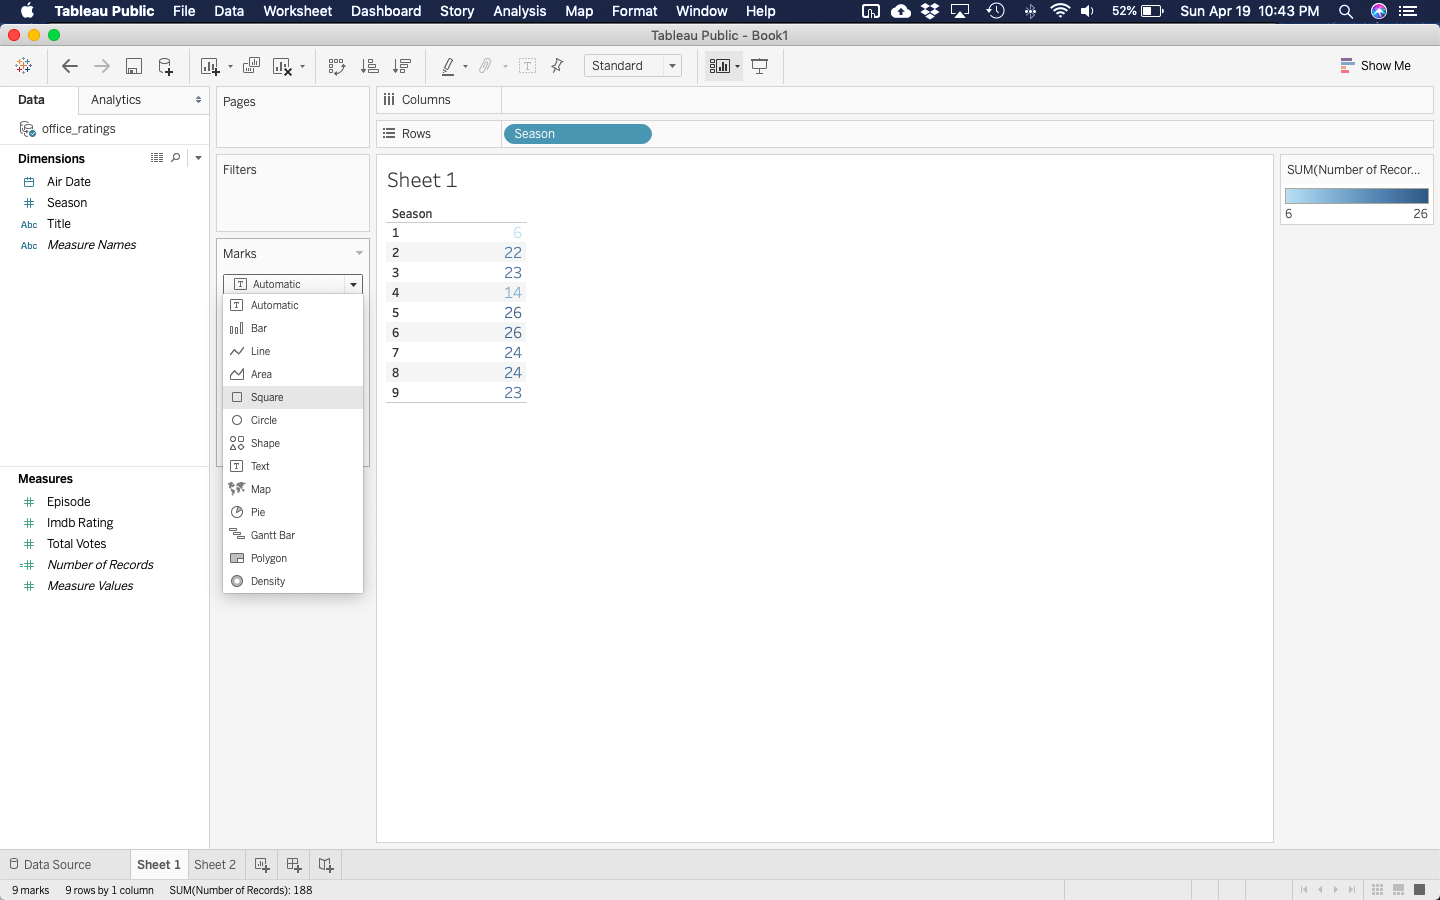 Tableau Public File Data Worksheet Dashboard Story Analysis Map Format Window Help 52% Sun Apr 19 10:43 PM
Tableau Public - Book1
Standard
Show Me
Data Analytics
office_ratings
Dimensions
Air Date
Season
Abc Title
Abc Measure Names
Measures
Episode
Imdb Rating
Total Votes
Number of Records
Measure Values
Pages
Filters
Marks
Automatic
Automatic
Bar
Line
Area
Square
Circle
Shape
Text
Map
Pie
Gantt Bar
Polygon
Density
Columns
Rows Season
Sheet 1
Season
1 6
2 22
3 23
4 14
5 26
6 26
7 24
8 24
9 23
SUM(Number of Recor...
6 26
Data Source Sheet 1 Sheet 2
9 marks 9 rows by 1 column SUM(Number of Records): 188